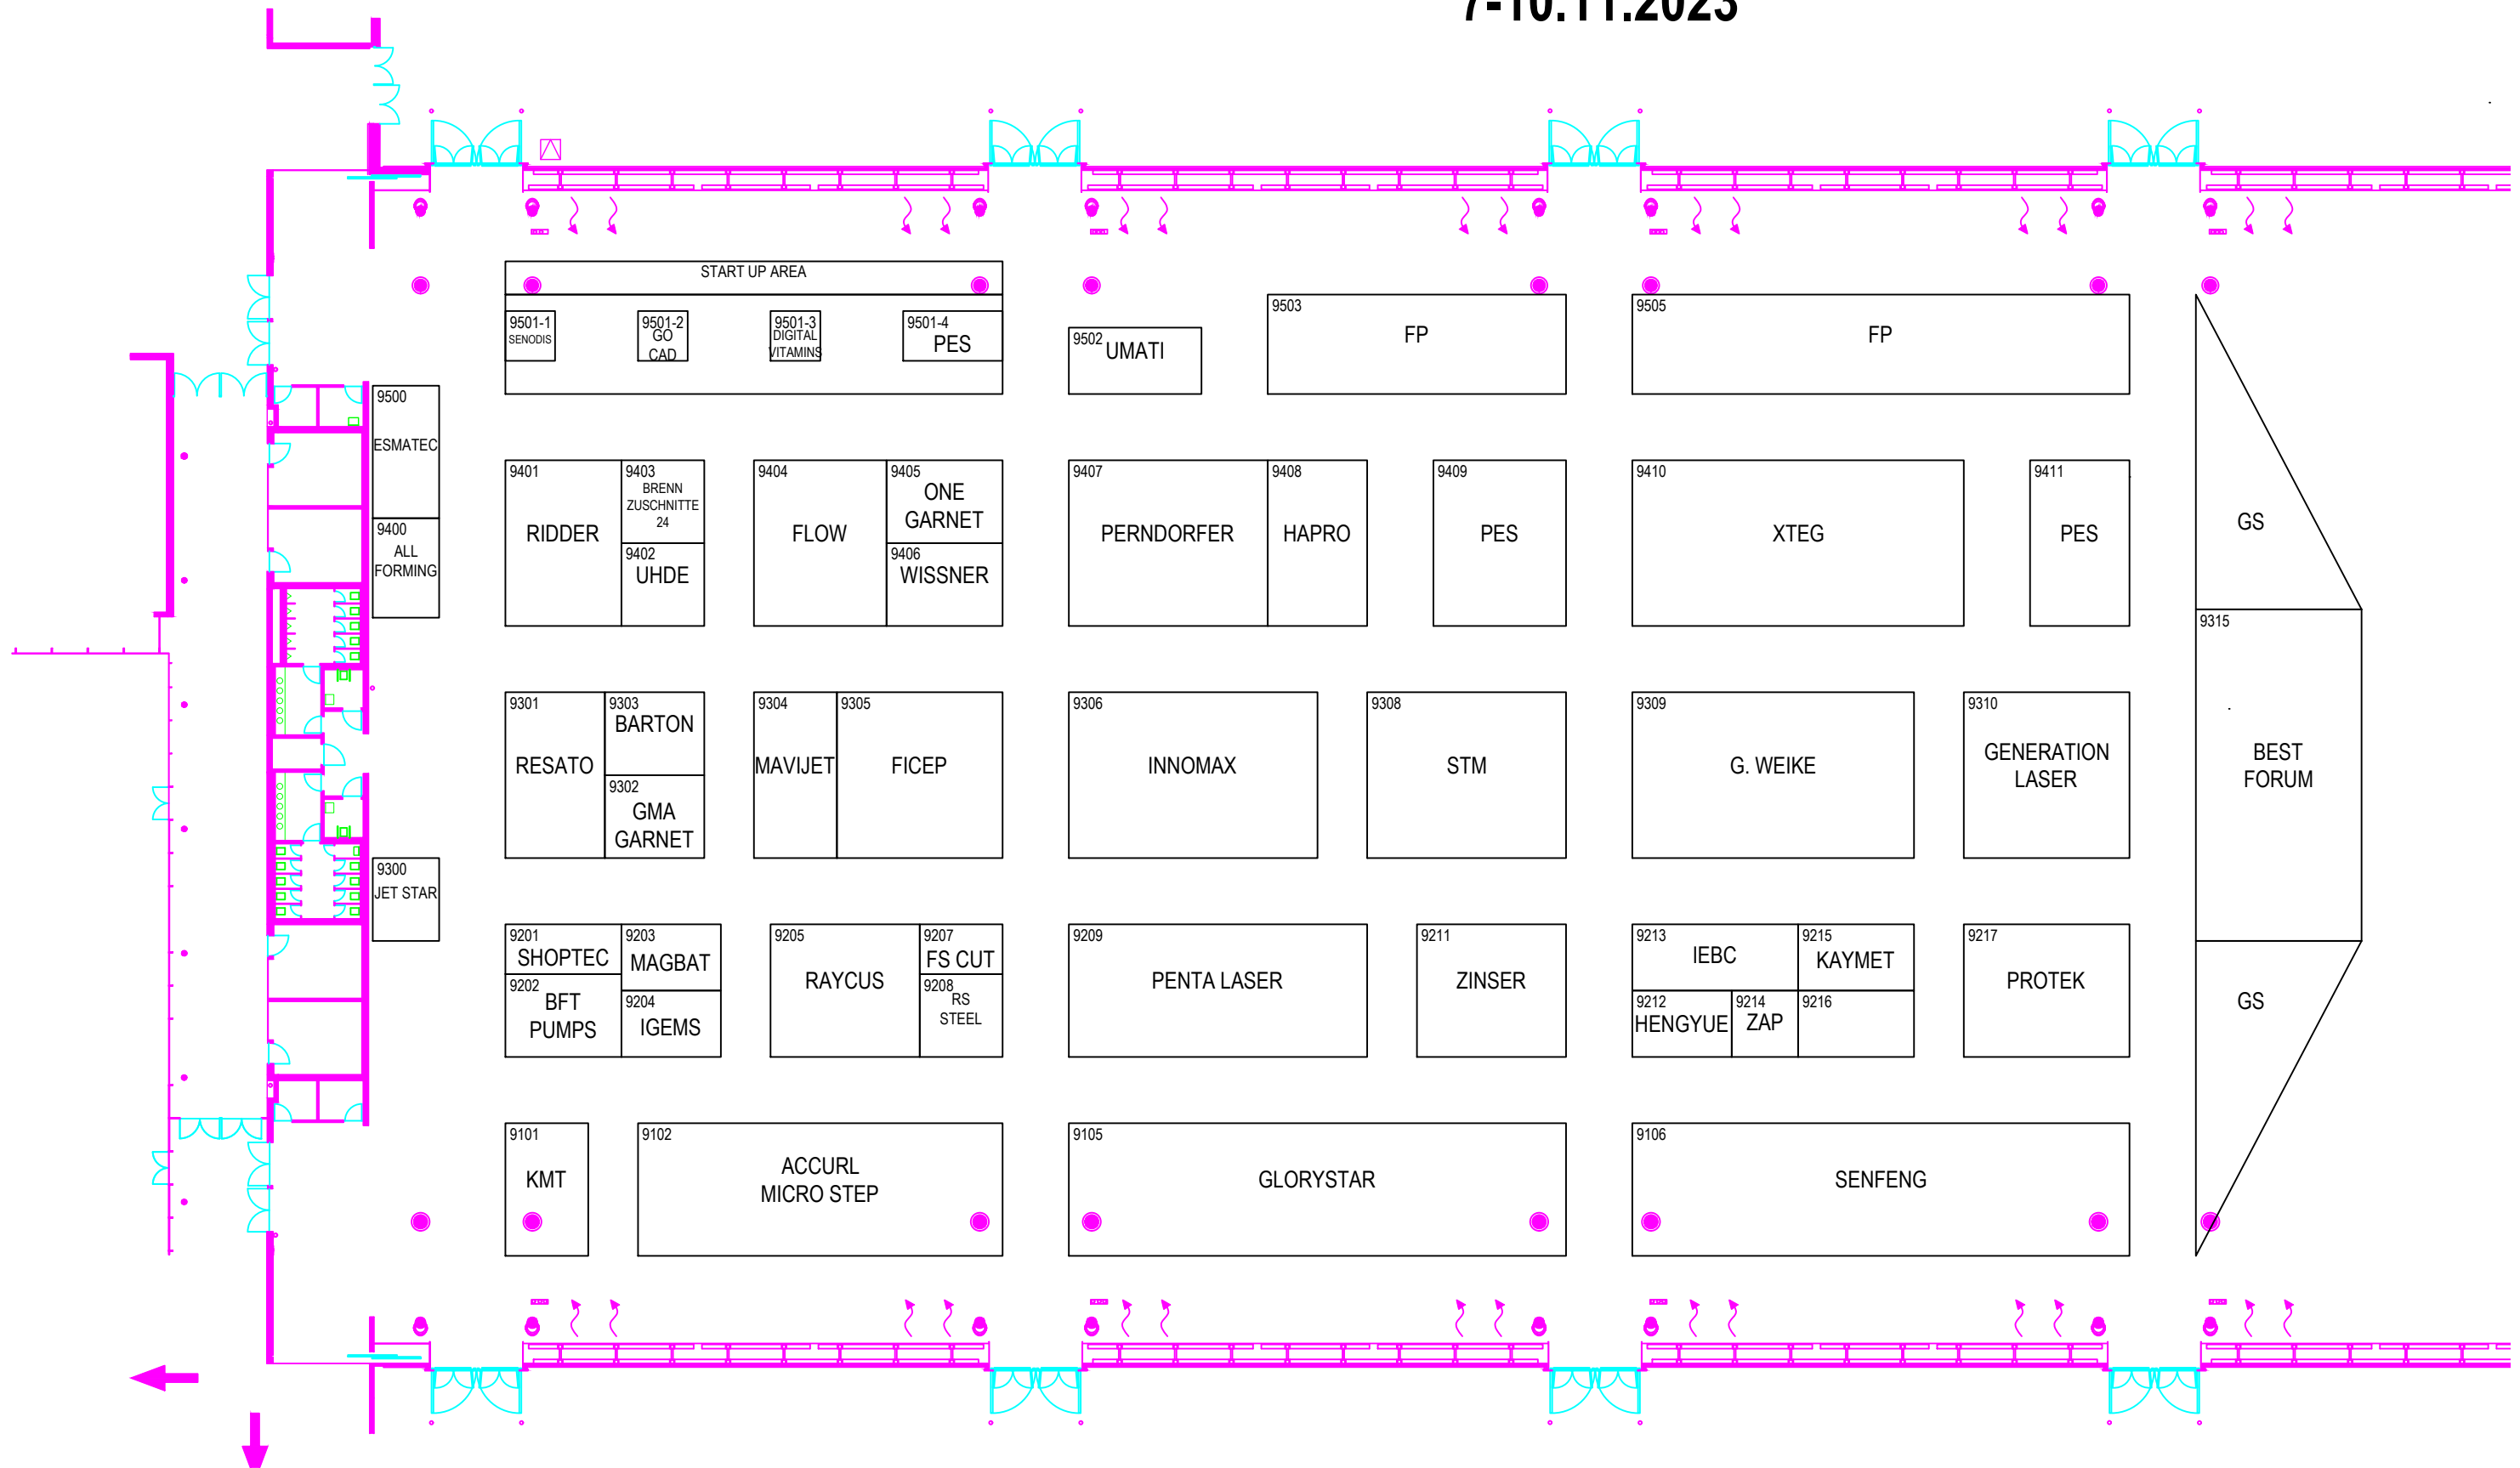 7-10.11.2023
START UP AREA
9501-1
SENODIS
9501-2
GO
CAD
9501-3
DIGITAL
VITAMINS
9501-4
PES
9502
UMATI
9503
FP
9505
FP
9500
ESMATEC
9400
ALL
FORMING
9401
RIDDER
9403
BRENN
ZUSCHNITTE
24
9402
UHDE
9404
FLOW
9405
ONE
GARNET
9406
WISSNER
9407
PERNDORFER
9408
HAPRO
9409
PES
9410
XTEG
9411
PES
GS
9315
BEST
FORUM
GS
9301
RESATO
9303
BARTON
9302
GMA
GARNET
9304
MAVIJET
9305
FICEP
9306
INNOMAX
9308
STM
9309
G. WEIKE
9310
GENERATION
LASER
9300
JET STAR
9201
SHOPTEC
9202
BFT
PUMPS
9203
MAGBAT
9204
IGEMS
9205
RAYCUS
9207
FS CUT
9208
RS
STEEL
9209
PENTA LASER
9211
ZINSER
9213
IEBC
9215
KAYMET
9212
HENGYUE
9214
ZAP
9216
9217
PROTEK
9101
KMT
9102
ACCURL
MICRO STEP
9105
GLORYSTAR
9106
SENFENG